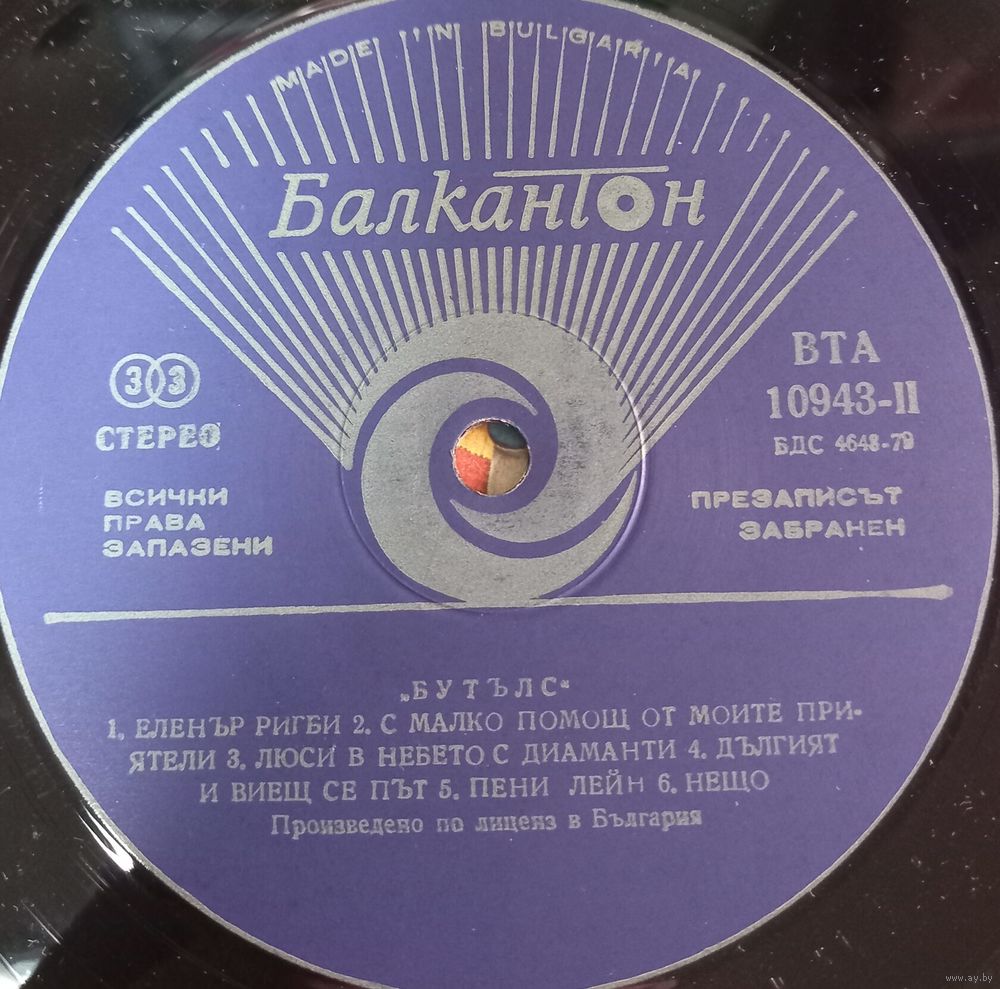 MADE IN BULGARIA
Балкантон
33
СТЕРЕО
ВТА
10943-II
БДС 4648-79
ВСИЧКИ
ПРАВА
ЗАПАЗЕНИ
ПРЕЗАПИСЪТ
ЗАБРАНЕН
„БУТЪЛС“
1. ЕЛЕНЪР РИГБИ 2. С МАЛКО ПОМОЩ ОТ МОИТЕ ПРИ-
ЯТЕЛИ 3. ЛЮСИ В НЕБЕТО С ДИАМАНТИ 4. ДЪЛГИЯТ
И ВИЕЩ СЕ ПЪТ 5. ПЕНИ ЛЕЙН 6. НЕЩО
Произведено по лиценз в България
www.ay.by